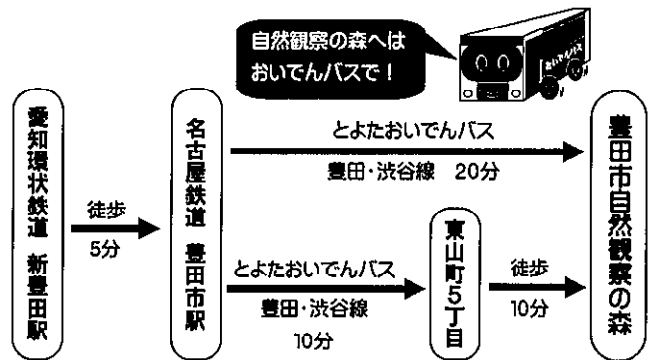 自然観察の森へは
おいでんバスで！
おいでんバス
愛知環状鉄道 新豊田駅
徒歩
5分
名古屋鉄道 豊田市駅
とよたおいでんバス
豊田・渋谷線 20分
とよたおいでんバス
豊田・渋谷線
10分
東山町5丁目
徒歩
10分
豊田市自然観察の森